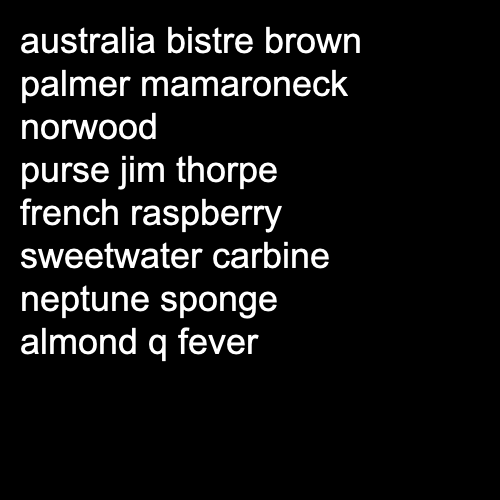 australia bistre brown
palmer mamaroneck
norwood
purse jim thorpe
french raspberry
sweetwater carbine
neptune sponge
almond q fever